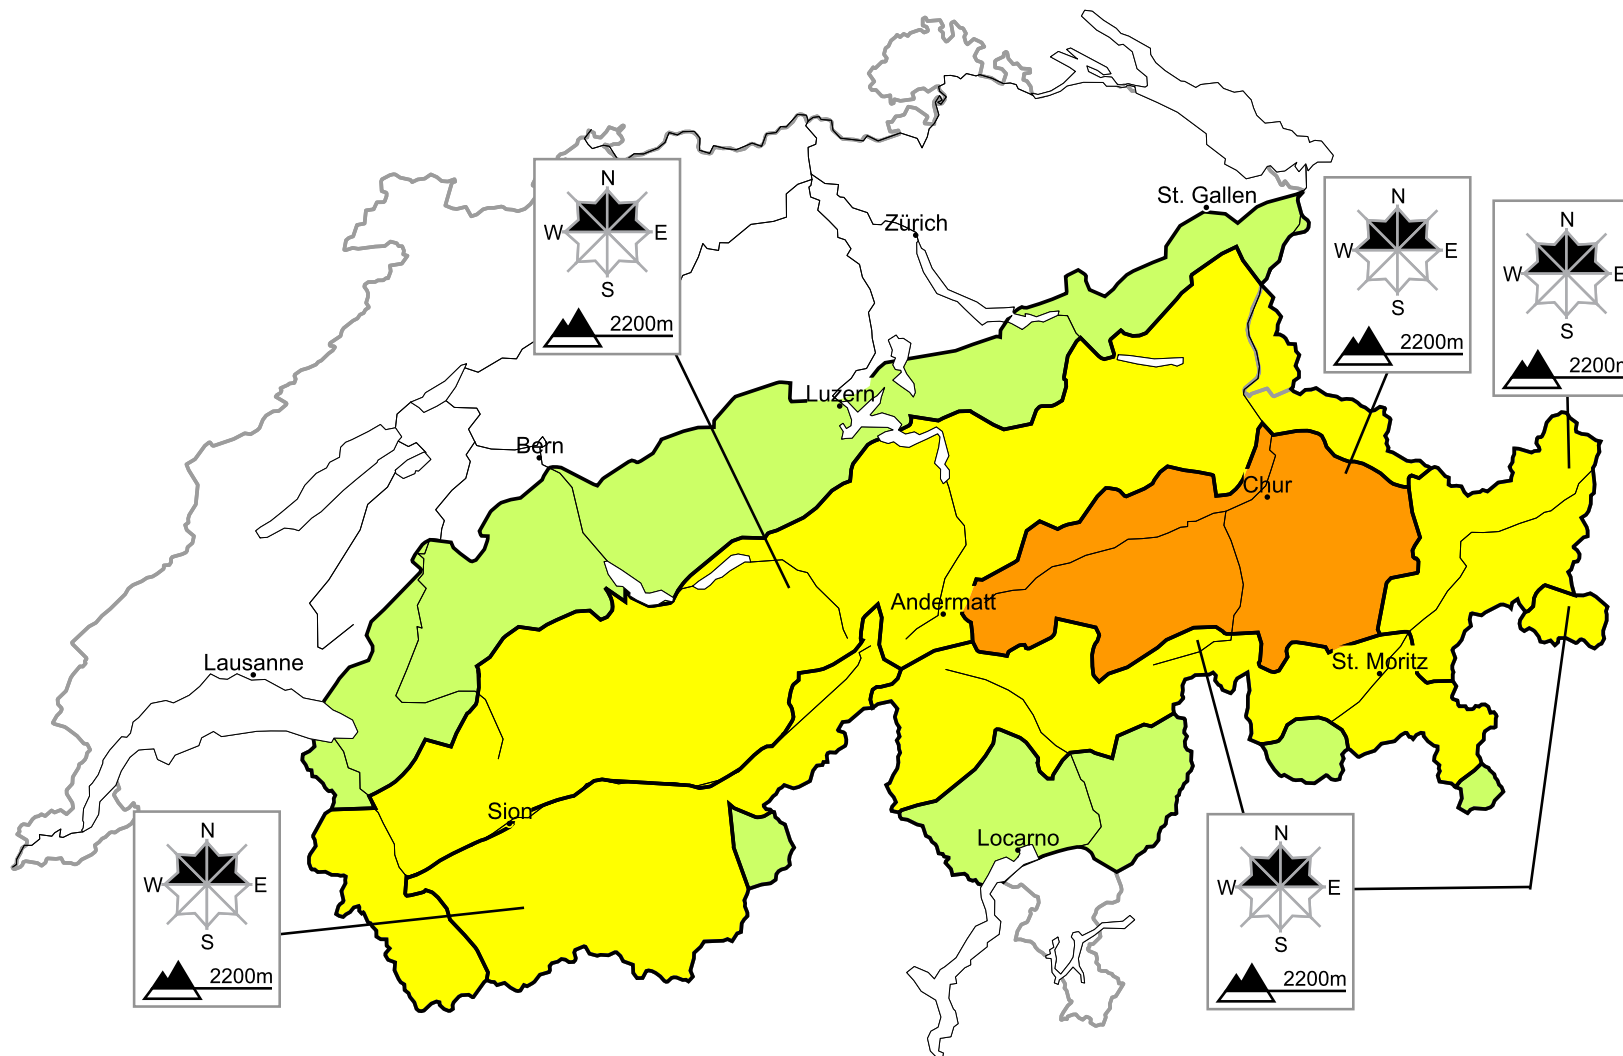 N
W E
S
2200m
St. Gallen
Zürich
N
W E
S
2200m
N
W E
S
2200m
Luzern
Bern
Chur
Andermatt
Lausanne
St. Moritz
Sion
N
W E
S
2200m
Locarno
N
W E
S
2200m